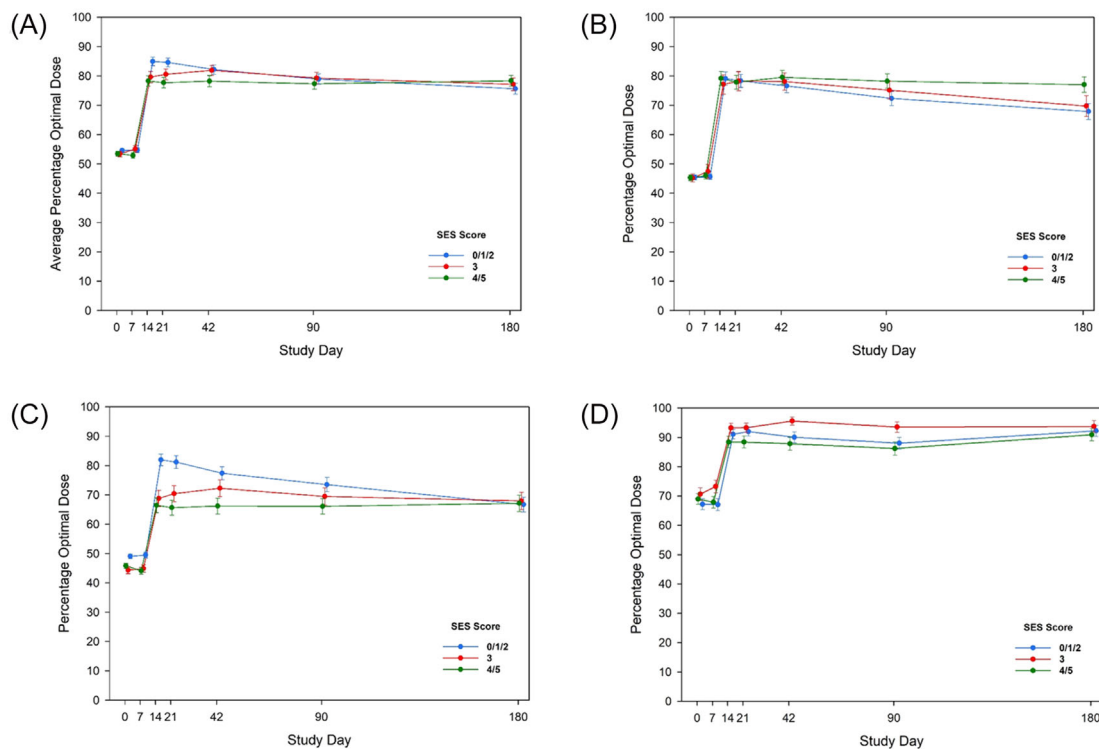 (A)
Average Percentage Optimal Dose
100
90
80
70
60
50
40
30
20
10
0
SES Score
0/1/2
3
4/5
0 7 14 21 42 90 180
Study Day
(B)
Percentage Optimal Dose
100
90
80
70
60
50
40
30
20
10
0
SES Score
0/1/2
3
4/5
0 7 14 21 42 90 180
Study Day
(C)
Percentage Optimal Dose
100
90
80
70
60
50
40
30
20
10
0
SES Score
0/1/2
3
4/5
0 7 14 21 42 90 180
Study Day
(D)
Percentage Optimal Dose
100
90
80
70
60
50
40
30
20
10
0
SES Score
0/1/2
3
4/5
0 7 14 21 42 90 180
Study Day